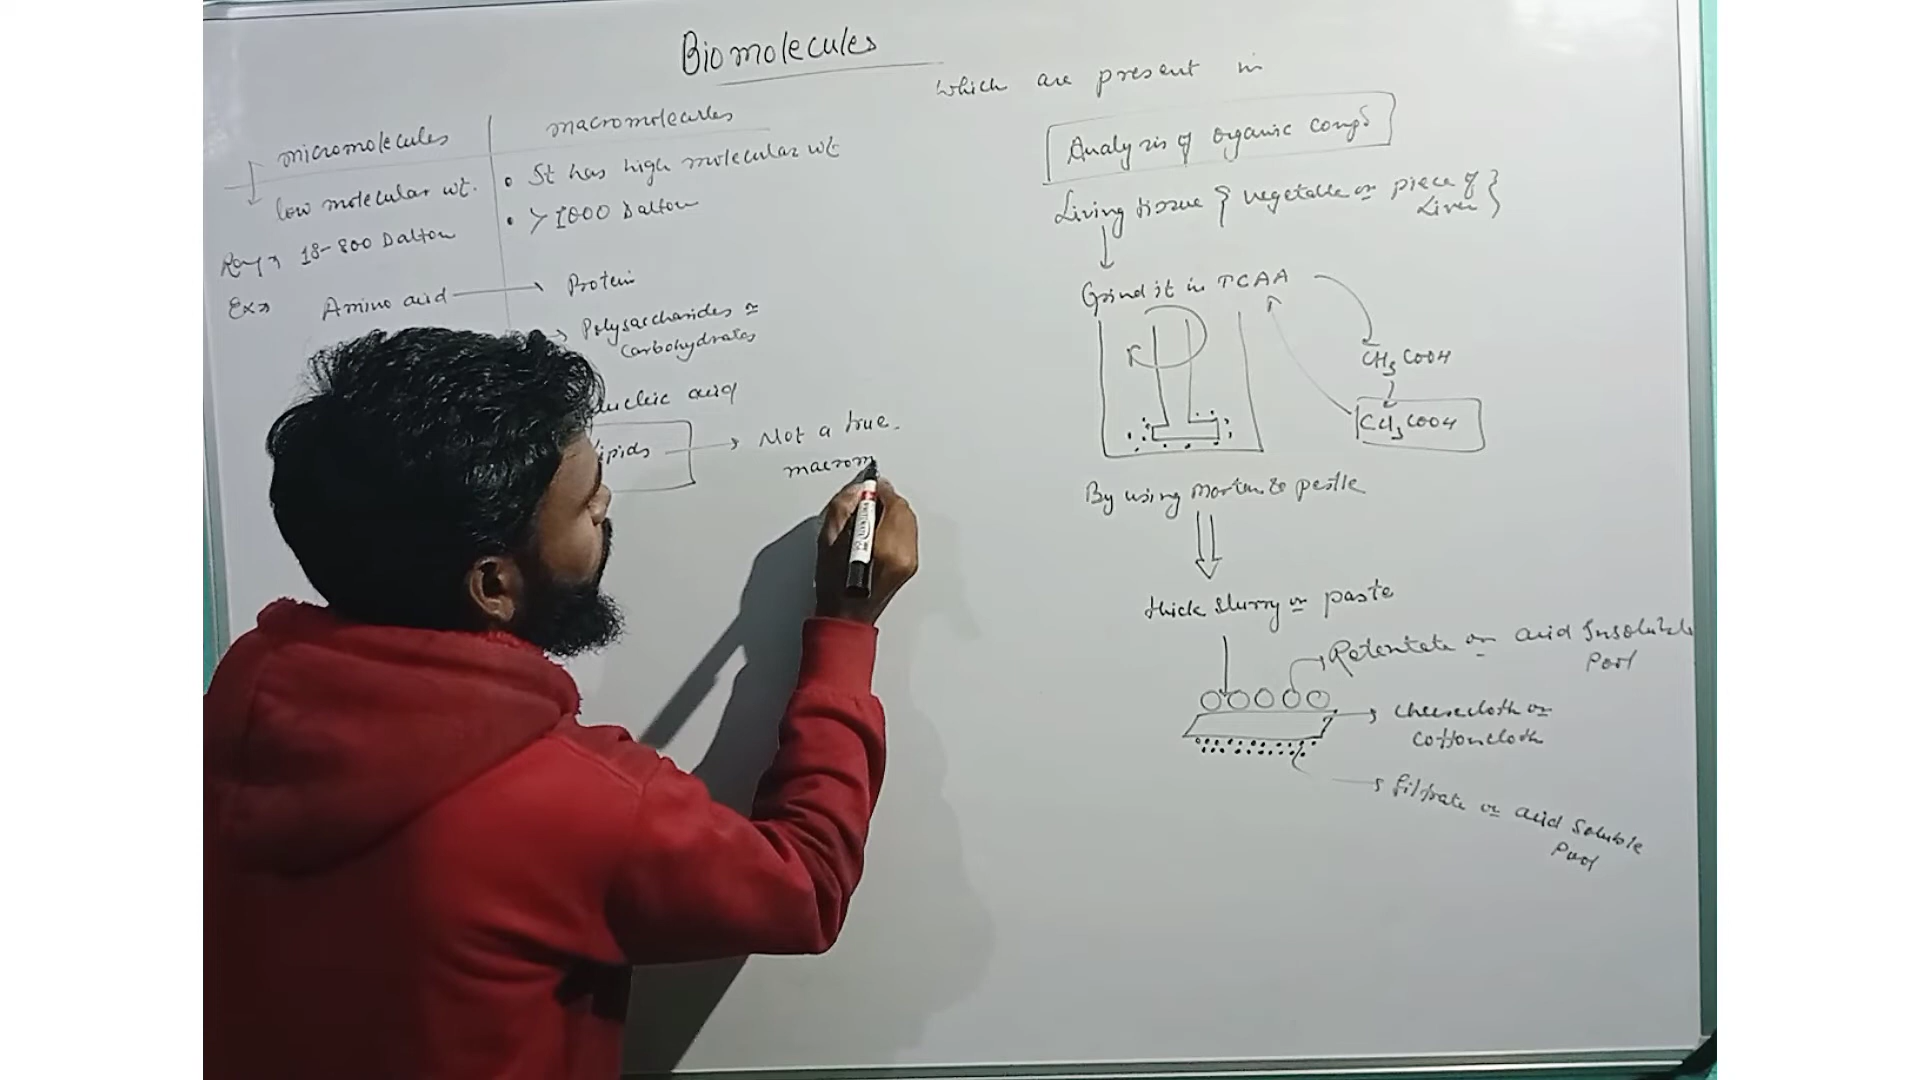 Biomolecules
micromolecules
low molecular wt.
18-800 Dalton
Ex→
Amino acid
macromolecules
• It has high molecular wt
• > 1000 Dalton
Protein
Polysaccharides or
Carbohydrates
Nucleic acid
lipids
Not a true
macrom
which are present in
Analysis of organic compd
Living tissue { vegetable or piece of
Liver }
Grind it in TCAA
CH3COOH
CCl3COOH
By using mortar & pestle
thick slurry or paste
Retentate or acid Insoluble
Pool
cheesecloth or
cottoncloth
filtrate or acid soluble
Pool